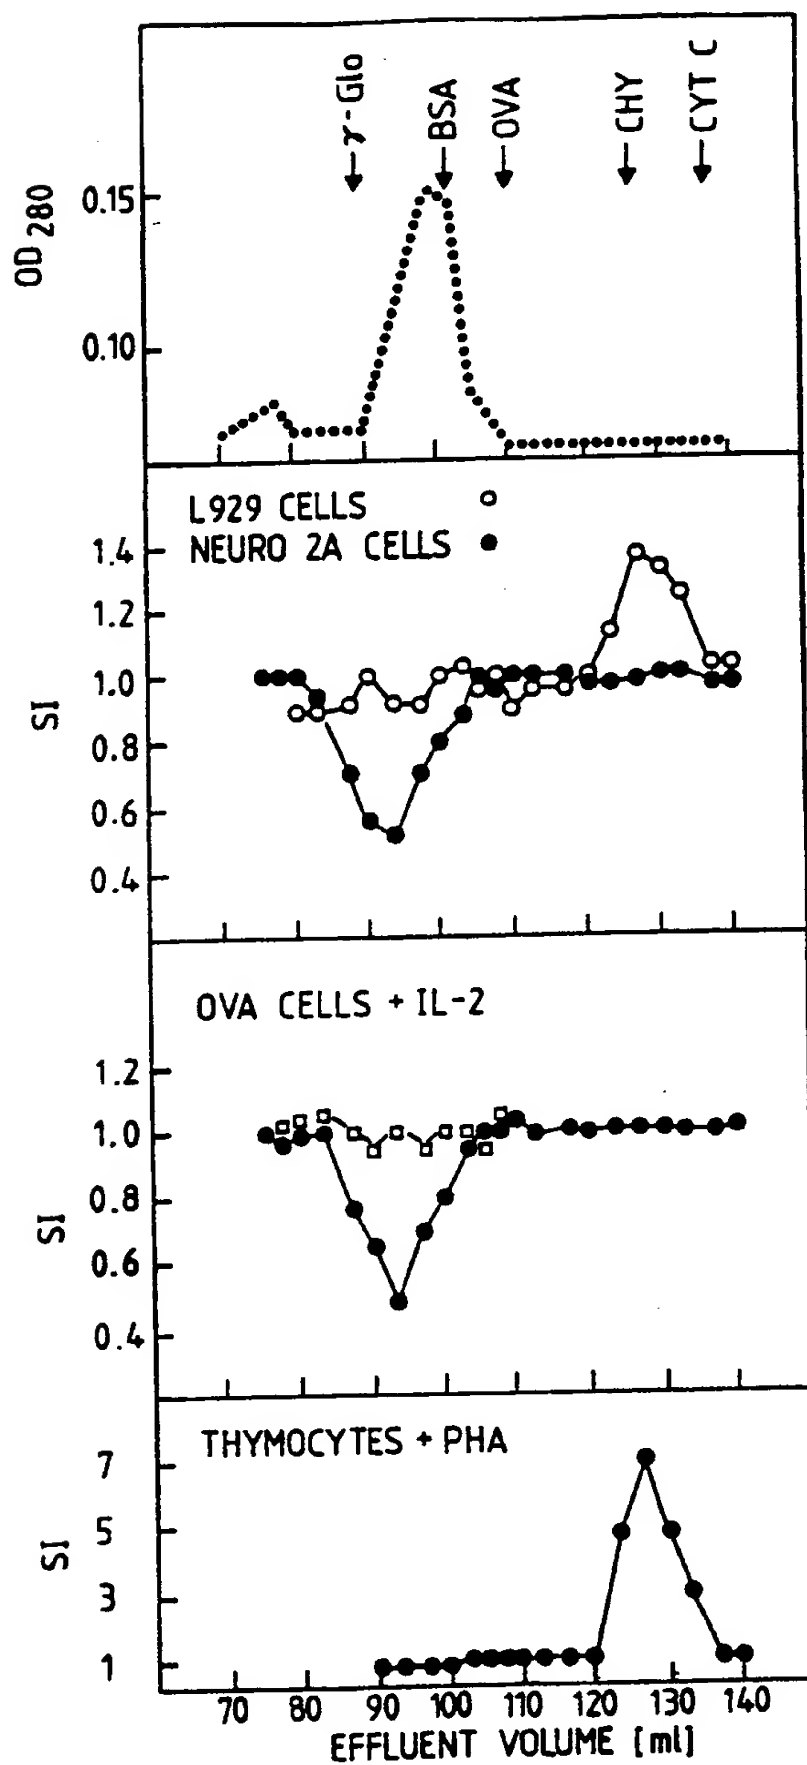 γ-Glo
BSA
OVA
CHY
CYT C
OD280
0.15
0.10
L929 CELLS
NEURO 2A CELLS
SI
1.4
1.2
1.0
0.8
0.6
0.4
OVA CELLS + IL-2
SI
1.2
1.0
0.8
0.6
0.4
THYMOCYTES + PHA
SI
7
5
3
1
70 80 90 100 110 120 130 140
EFFLUENT VOLUME [ml]